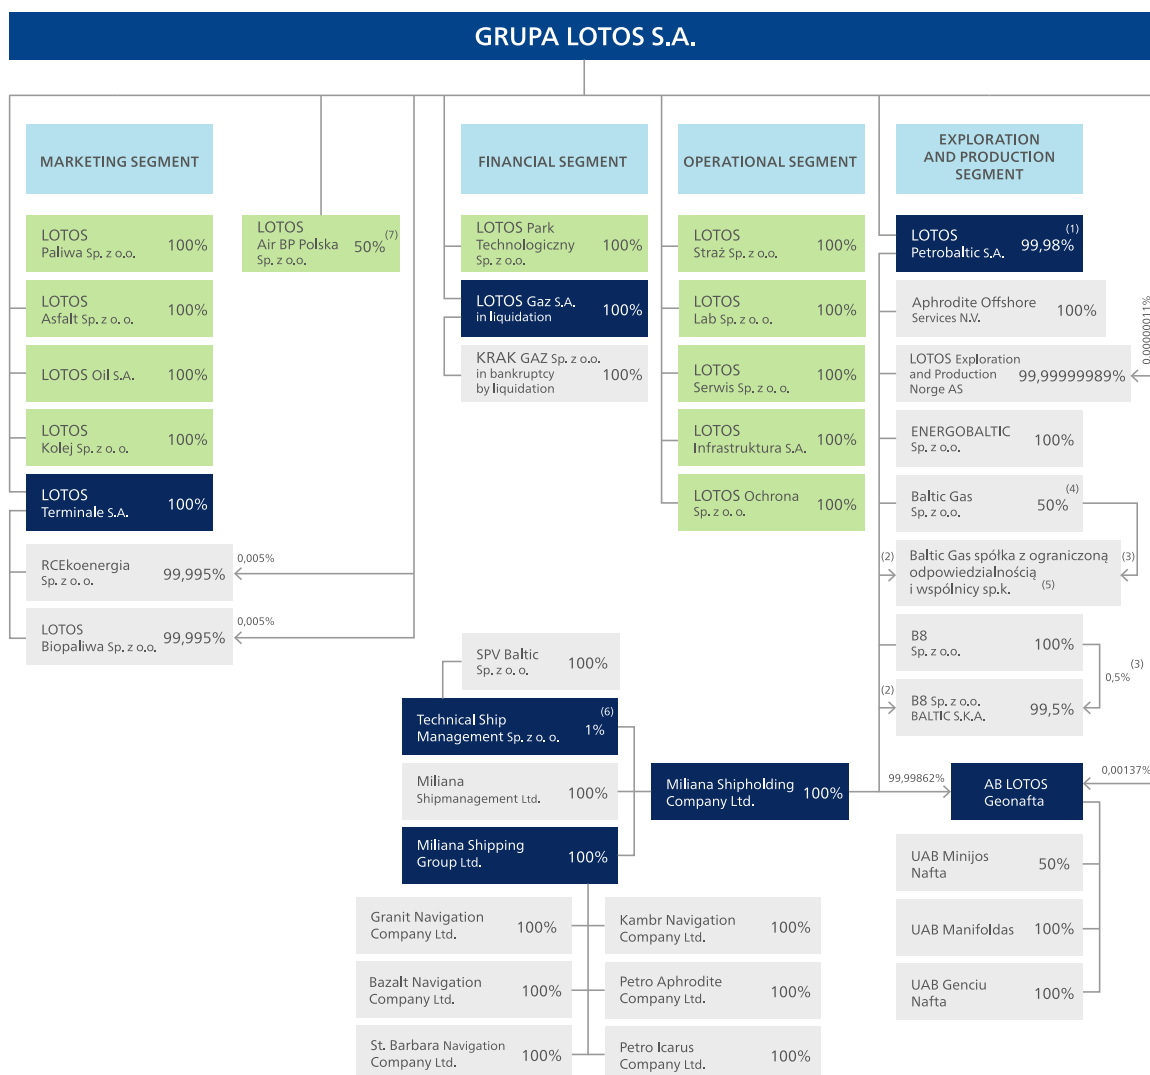 GRUPA LOTOS S.A.
MARKETING SEGMENT
LOTOS
Paliwa Sp. z o.o.
100%
LOTOS
Asfalt Sp. z o. o.
100%
LOTOS Oil S.A.
100%
LOTOS
Kolej Sp. z o. o.
100%
LOTOS
Terminale S.A.
100%
RCEkoenergia
Sp. z o. o.
99,995%
0,005%
LOTOS
Biopaliwa Sp. z o.o.
99,995%
0,005%
LOTOS
Air BP Polska
Sp. z o.o.
50% (7)
FINANCIAL SEGMENT
LOTOS Park
Technologiczny
Sp. z o.o.
100%
LOTOS Gaz S.A.
in liquidation
100%
KRAK GAZ Sp. z o.o.
in bankruptcy
by liquidation
100%
OPERATIONAL SEGMENT
LOTOS
Straż Sp. z o.o.
100%
LOTOS
Lab Sp. z o. o.
100%
LOTOS
Serwis Sp. z o. o.
100%
LOTOS
Infrastruktura S.A.
100%
LOTOS Ochrona
Sp. z o. o.
100%
EXPLORATION
AND PRODUCTION
SEGMENT
LOTOS
Petrobaltic S.A.
99,98% (1)
Aphrodite Offshore
Services N.V.
100%
LOTOS Exploration
and Production
Norge AS
99,99999989%
0.00000011%
ENERGOBALTIC
Sp. z o.o.
100%
Baltic Gas
Sp. z o.o.
50% (4)
(2)
Baltic Gas spółka z ograniczoną
odpowiedzialnością
i wspólnicy sp.k. (5)
(3)
B8
Sp. z o.o.
100%
0,5% (3)
(2)
B8 Sp. z o.o.
BALTIC S.K.A.
99,5%
SPV Baltic
Sp. z o. o.
100%
Technical Ship
Management Sp. z o. o.
(6)
1%
Miliana
Shipmanagement Ltd.
100%
Miliana Shipping
Group Ltd.
100%
Miliana Shipholding
Company Ltd.
100%
99,99862%
AB LOTOS
Geonafta
0,00137%
UAB Minijos
Nafta
50%
UAB Manifoldas
100%
UAB Genciu
Nafta
100%
Granit Navigation
Company Ltd.
100%
Kambr Navigation
Company Ltd.
100%
Bazalt Navigation
Company Ltd.
100%
Petro Aphrodite
Company Ltd.
100%
St. Barbara Navigation
Company Ltd.
100%
Petro Icarus
Company Ltd.
100%